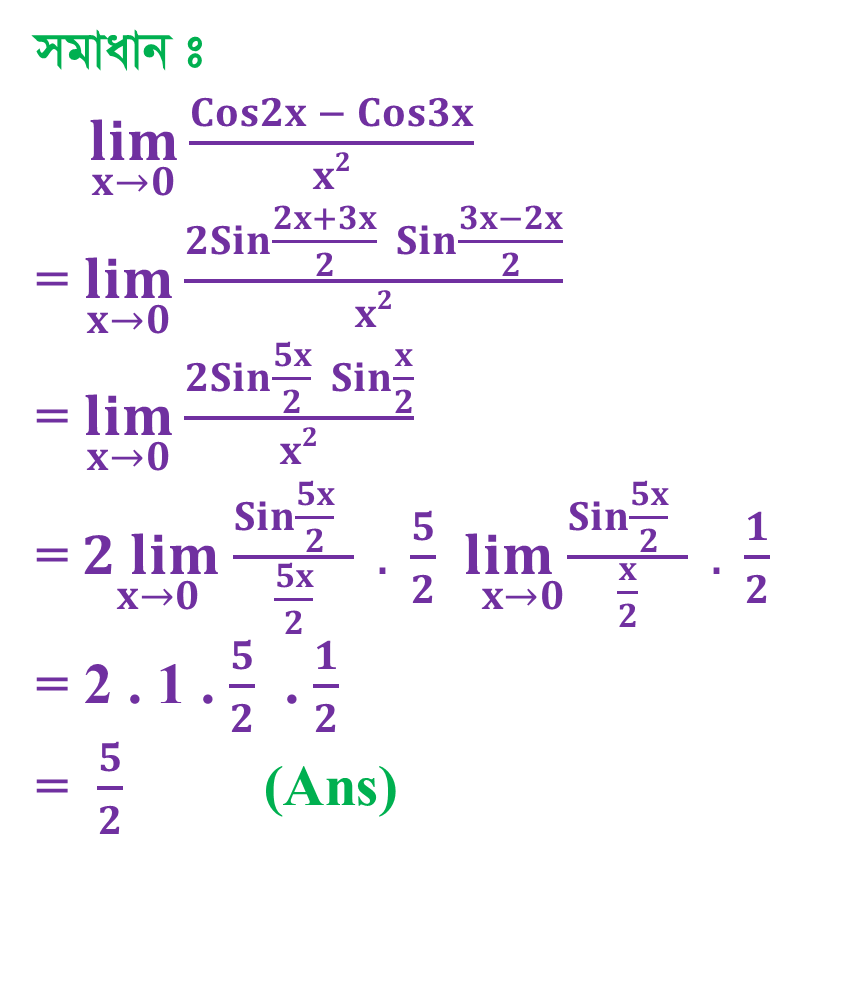 সমাধান ঃ
lim x→0 (Cos2x − Cos3x)/x²
= lim x→0 (2Sin (2x+3x)/2 Sin (3x−2x)/2)/x²
= lim x→0 (2Sin 5x/2 Sin x/2)/x²
= 2 lim x→0 (Sin 5x/2)/(5x/2) . 5/2 lim x→0 (Sin 5x/2)/(x/2) . 1/2
= 2 . 1 . 5/2 . 1/2
= 5/2 (Ans)